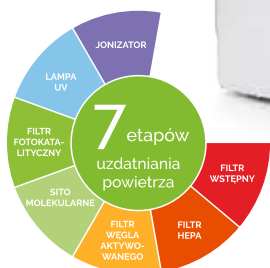 JONIZATOR
LAMPA
UV
FILTR
FOTOKATA-
LITYCZNY
SITO
MOLEKULARNE
FILTR
WĘGLA
AKTYWO-
WANEGO
FILTR
HEPA
FILTR
WSTĘPNY
7 etapów
uzdatniania
powietrza